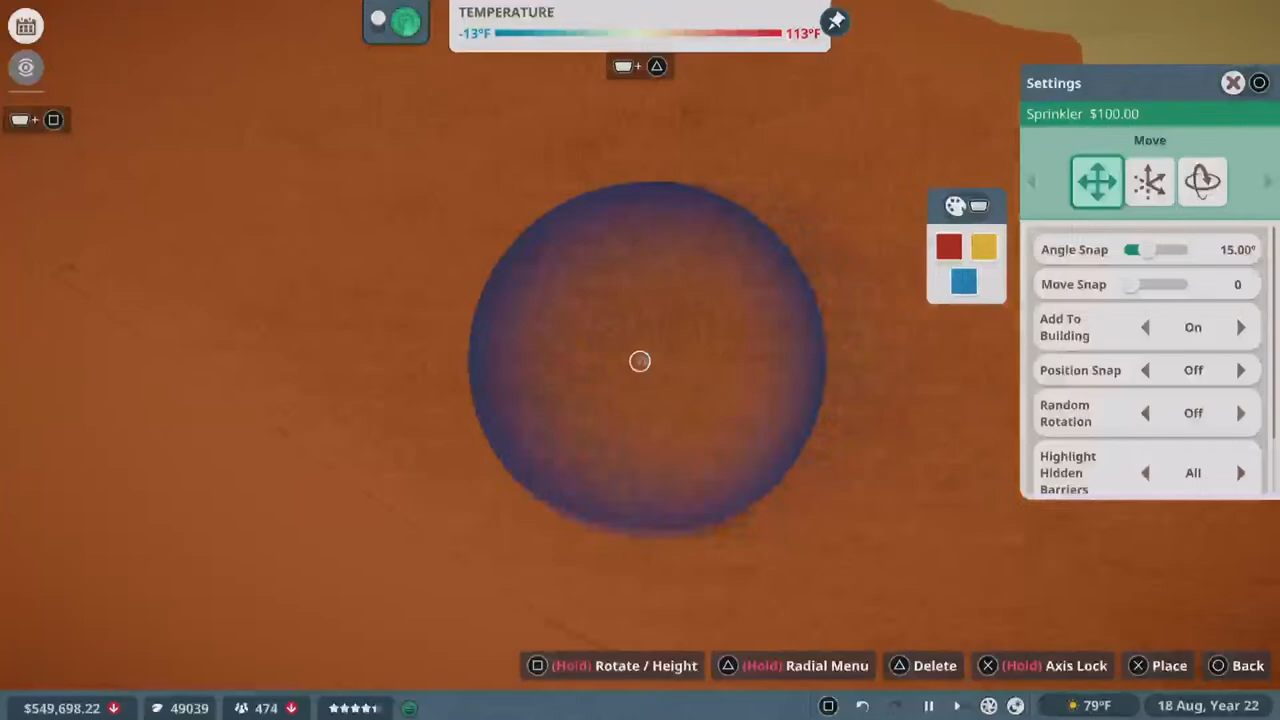 TEMPERATURE
-13°F 113°F
+
+
Settings
Sprinkler $100.00
Move
Angle Snap 15.00°
Move Snap 0
Add To
Building On
Position Snap Off
Random
Rotation Off
Highlight
Hidden
Barriers All
(Hold) Rotate / Height (Hold) Radial Menu Delete (Hold) Axis Lock Place Back
$549,698.22 49039 474 79°F 18 Aug, Year 22